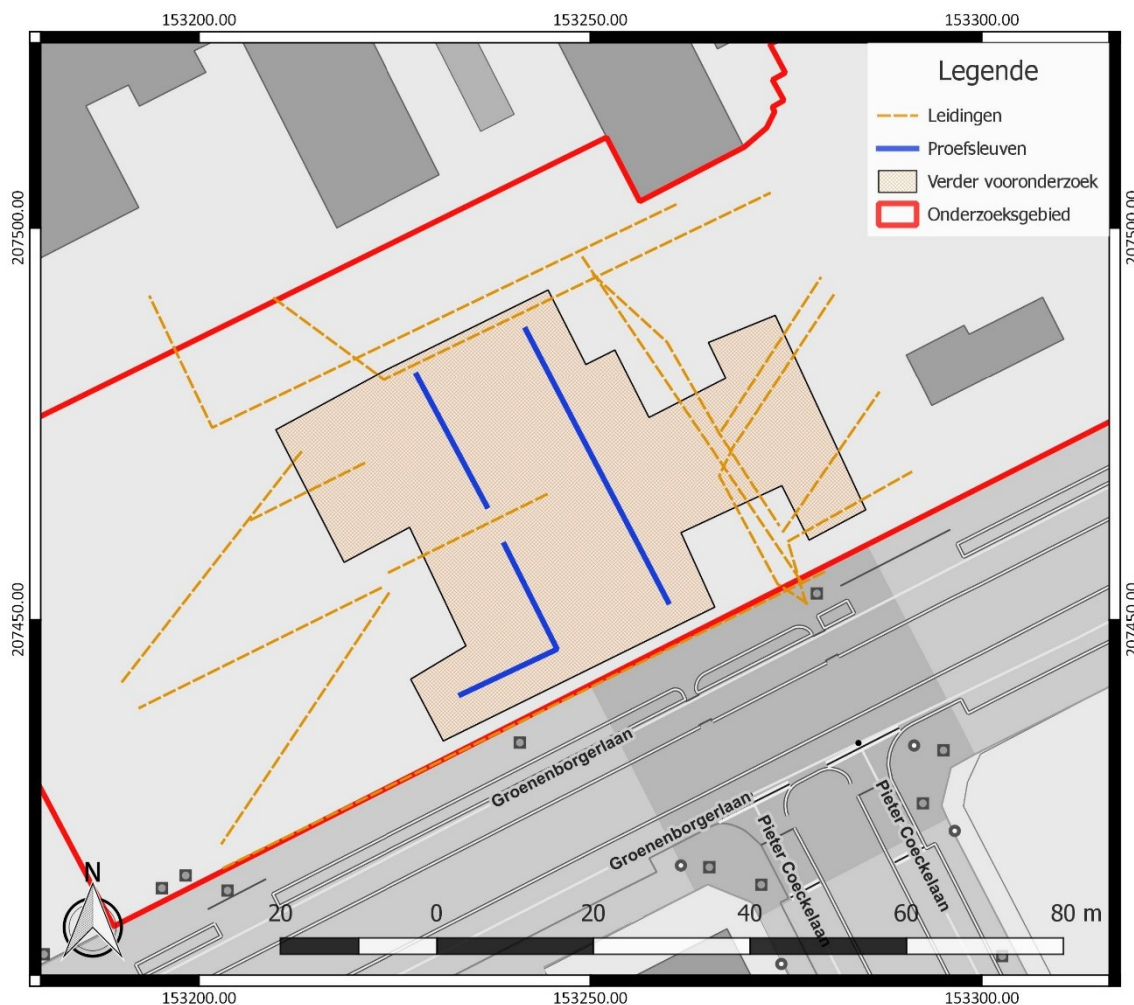 153200.00
153250.00
153300.00
Legende
Leidingen
Proefsleuven
Verder vooronderzoek
Onderzoeksgebied
207500.00
207500.00
207450.00
207450.00
Groenenborgerlaan
Groenenborgerlaan
Pieter Coeckelaan
Pieter Coeckelaan
N
20 0 20 40 60 80 m
153200.00
153250.00
153300.00